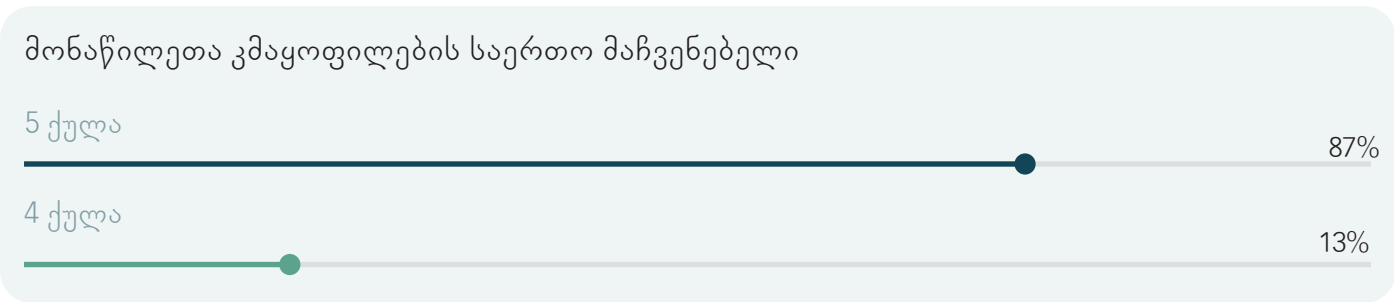 მონაწილეთა კმაყოფილების საერთო მაჩვენებელი
5 ქულა
87%
4 ქულა
13%